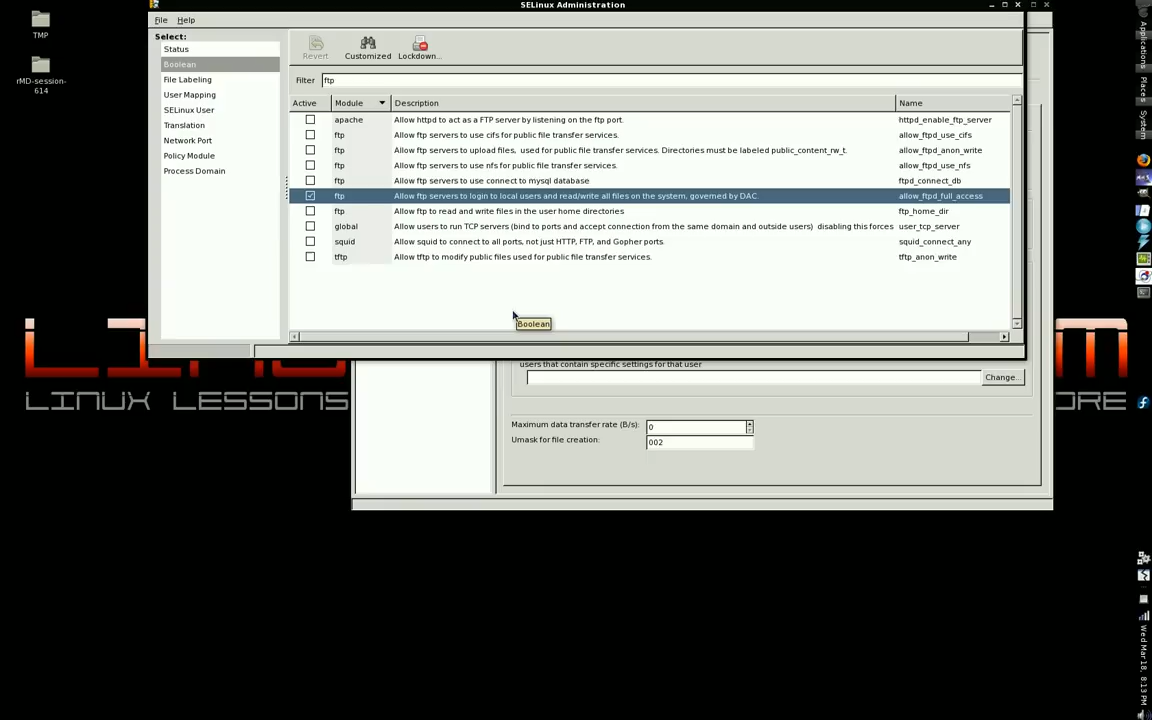 SELinux Administration
File Help
TMP
rMD-session-
614
Select:
Status
Boolean
File Labeling
User Mapping
SELinux User
Translation
Network Port
Policy Module
Process Domain
Revert Customized Lockdown...
Filter ftp
Active Module Description Name
apache Allow httpd to act as a FTP server by listening on the ftp port. httpd_enable_ftp_server
ftp Allow ftp servers to use cifs for public file transfer services. allow_ftpd_use_cifs
ftp Allow ftp servers to upload files, used for public file transfer services. Directories must be labeled public_content_rw_t. allow_ftpd_anon_write
ftp Allow ftp servers to use nfs for public file transfer services. allow_ftpd_use_nfs
ftp Allow ftp servers to use connect to mysql database ftpd_connect_db
ftp Allow ftp servers to login to local users and read/write all files on the system, governed by DAC. allow_ftpd_full_access
ftp Allow ftp to read and write files in the user home directories ftp_home_dir
global Allow users to run TCP servers (bind to ports and accept connection from the same domain and outside users) disabling this forces user_tcp_server
squid Allow squid to connect to all ports, not just HTTP, FTP, and Gopher ports. squid_connect_any
tftp Allow tftp to modify public files used for public file transfer services. tftp_anon_write
Boolean
users that contain specific settings for that user
Change...
Maximum data transfer rate (B/s): 0
Umask for file creation: 002
LINUX LESSONS
Applications
Places
System
Wed Mar 18, 8:13 PM